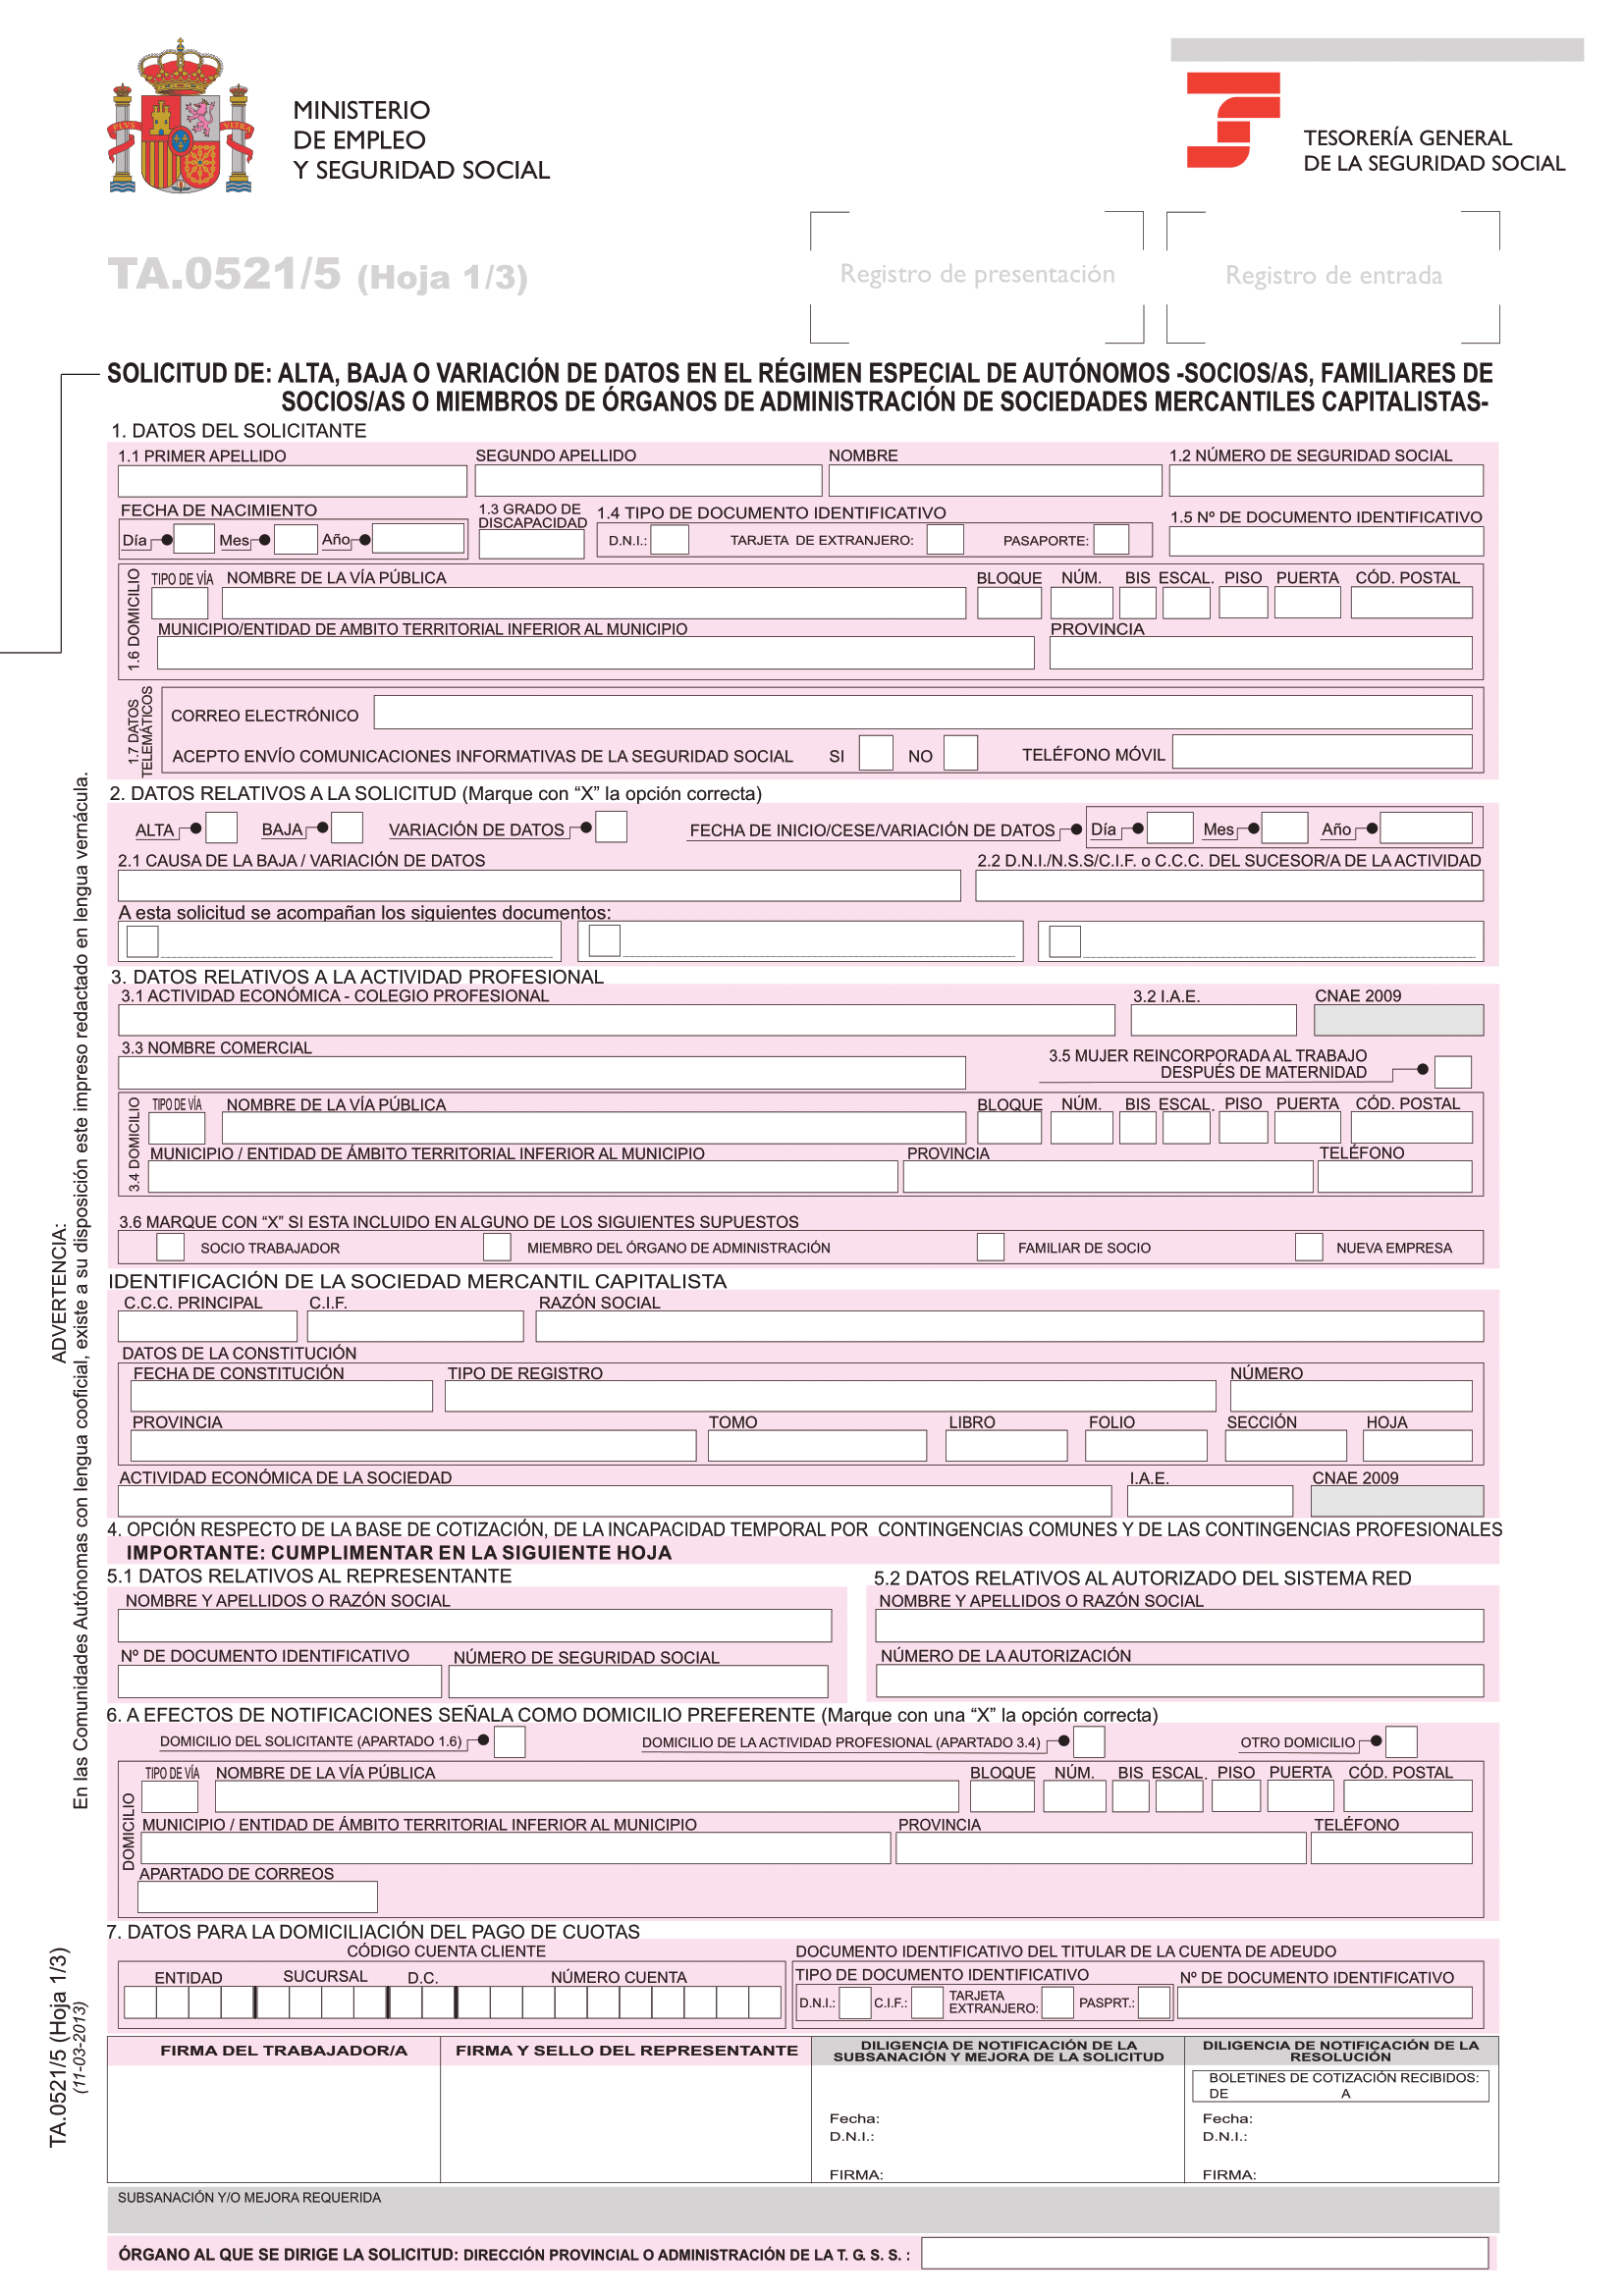 MINISTERIO
DE EMPLEO
Y SEGURIDAD SOCIAL
PLVS VLTRA
TESORERÍA GENERAL
DE LA SEGURIDAD SOCIAL
TA.0521/5 (Hoja 1/3)
Registro de presentación Registro de entrada
SOLICITUD DE: ALTA, BAJA O VARIACIÓN DE DATOS EN EL RÉGIMEN ESPECIAL DE AUTÓNOMOS -SOCIOS/AS, FAMILIARES DE
SOCIOS/AS O MIEMBROS DE ÓRGANOS DE ADMINISTRACIÓN DE SOCIEDADES MERCANTILES CAPITALISTAS-
1. DATOS DEL SOLICITANTE
1.1 PRIMER APELLIDO SEGUNDO APELLIDO NOMBRE 1.2 NÚMERO DE SEGURIDAD SOCIAL
FECHA DE NACIMIENTO 1.3 GRADO DE DISCAPACIDAD 1.4 TIPO DE DOCUMENTO IDENTIFICATIVO 1.5 Nº DE DOCUMENTO IDENTIFICATIVO
Día Mes Año D.N.I.: TARJETA DE EXTRANJERO: PASAPORTE:
1.6 DOMICILIO
TIPO DE VÍA NOMBRE DE LA VÍA PÚBLICA BLOQUE NÚM. BIS ESCAL. PISO PUERTA CÓD. POSTAL
MUNICIPIO/ENTIDAD DE AMBITO TERRITORIAL INFERIOR AL MUNICIPIO PROVINCIA
1.7 DATOS
TELEMÁTICOS
CORREO ELECTRÓNICO
ACEPTO ENVÍO COMUNICACIONES INFORMATIVAS DE LA SEGURIDAD SOCIAL SI NO TELÉFONO MÓVIL
2. DATOS RELATIVOS A LA SOLICITUD (Marque con “X” la opción correcta)
ALTA BAJA VARIACIÓN DE DATOS FECHA DE INICIO/CESE/VARIACIÓN DE DATOS Día Mes Año
2.1 CAUSA DE LA BAJA / VARIACIÓN DE DATOS 2.2 D.N.I./N.S.S/C.I.F. o C.C.C. DEL SUCESOR/A DE LA ACTIVIDAD
A esta solicitud se acompañan los siguientes documentos:
3. DATOS RELATIVOS A LA ACTIVIDAD PROFESIONAL
3.1 ACTIVIDAD ECONÓMICA - COLEGIO PROFESIONAL 3.2 I.A.E. CNAE 2009
3.3 NOMBRE COMERCIAL
3.5 MUJER REINCORPORADA AL TRABAJO
DESPUÉS DE MATERNIDAD
3.4 DOMICILIO
TIPO DE VÍA NOMBRE DE LA VÍA PÚBLICA BLOQUE NÚM. BIS ESCAL. PISO PUERTA CÓD. POSTAL
MUNICIPIO / ENTIDAD DE ÁMBITO TERRITORIAL INFERIOR AL MUNICIPIO PROVINCIA TELÉFONO
3.6 MARQUE CON “X” SI ESTA INCLUIDO EN ALGUNO DE LOS SIGUIENTES SUPUESTOS
SOCIO TRABAJADOR MIEMBRO DEL ÓRGANO DE ADMINISTRACIÓN FAMILIAR DE SOCIO NUEVA EMPRESA
IDENTIFICACIÓN DE LA SOCIEDAD MERCANTIL CAPITALISTA
C.C.C. PRINCIPAL C.I.F. RAZÓN SOCIAL
DATOS DE LA CONSTITUCIÓN
FECHA DE CONSTITUCIÓN TIPO DE REGISTRO NÚMERO
PROVINCIA TOMO LIBRO FOLIO SECCIÓN HOJA
ACTIVIDAD ECONÓMICA DE LA SOCIEDAD I.A.E. CNAE 2009
4. OPCIÓN RESPECTO DE LA BASE DE COTIZACIÓN, DE LA INCAPACIDAD TEMPORAL POR CONTINGENCIAS COMUNES Y DE LAS CONTINGENCIAS PROFESIONALES
IMPORTANTE: CUMPLIMENTAR EN LA SIGUIENTE HOJA
5.1 DATOS RELATIVOS AL REPRESENTANTE 5.2 DATOS RELATIVOS AL AUTORIZADO DEL SISTEMA RED
NOMBRE Y APELLIDOS O RAZÓN SOCIAL NOMBRE Y APELLIDOS O RAZÓN SOCIAL
Nº DE DOCUMENTO IDENTIFICATIVO NÚMERO DE SEGURIDAD SOCIAL NÚMERO DE LA AUTORIZACIÓN
6. A EFECTOS DE NOTIFICACIONES SEÑALA COMO DOMICILIO PREFERENTE (Marque con una “X” la opción correcta)
DOMICILIO DEL SOLICITANTE (APARTADO 1.6) DOMICILIO DE LA ACTIVIDAD PROFESIONAL (APARTADO 3.4) OTRO DOMICILIO
DOMICILIO
TIPO DE VÍA NOMBRE DE LA VÍA PÚBLICA BLOQUE NÚM. BIS ESCAL. PISO PUERTA CÓD. POSTAL
MUNICIPIO / ENTIDAD DE ÁMBITO TERRITORIAL INFERIOR AL MUNICIPIO PROVINCIA TELÉFONO
APARTADO DE CORREOS
7. DATOS PARA LA DOMICILIACIÓN DEL PAGO DE CUOTAS
CÓDIGO CUENTA CLIENTE DOCUMENTO IDENTIFICATIVO DEL TITULAR DE LA CUENTA DE ADEUDO
ENTIDAD SUCURSAL D.C. NÚMERO CUENTA TIPO DE DOCUMENTO IDENTIFICATIVO Nº DE DOCUMENTO IDENTIFICATIVO
D.N.I.: C.I.F.: TARJETA EXTRANJERO: PASPRT.:
FIRMA DEL TRABAJADOR/A FIRMA Y SELLO DEL REPRESENTANTE
DILIGENCIA DE NOTIFICACIÓN DE LA
SUBSANACIÓN Y MEJORA DE LA SOLICITUD
Fecha:
D.N.I.:
FIRMA:
DILIGENCIA DE NOTIFICACIÓN DE LA
RESOLUCIÓN
BOLETINES DE COTIZACIÓN RECIBIDOS:
DE A
Fecha:
D.N.I.:
FIRMA:
SUBSANACIÓN Y/O MEJORA REQUERIDA
ÓRGANO AL QUE SE DIRIGE LA SOLICITUD: DIRECCIÓN PROVINCIAL O ADMINISTRACIÓN DE LA T. G. S. S. :
ADVERTENCIA:
En las Comunidades Autónomas con lengua cooficial, existe a su disposición este impreso redactado en lengua vernácula.
TA.0521/5 (Hoja 1/3)
(11-03-2013)